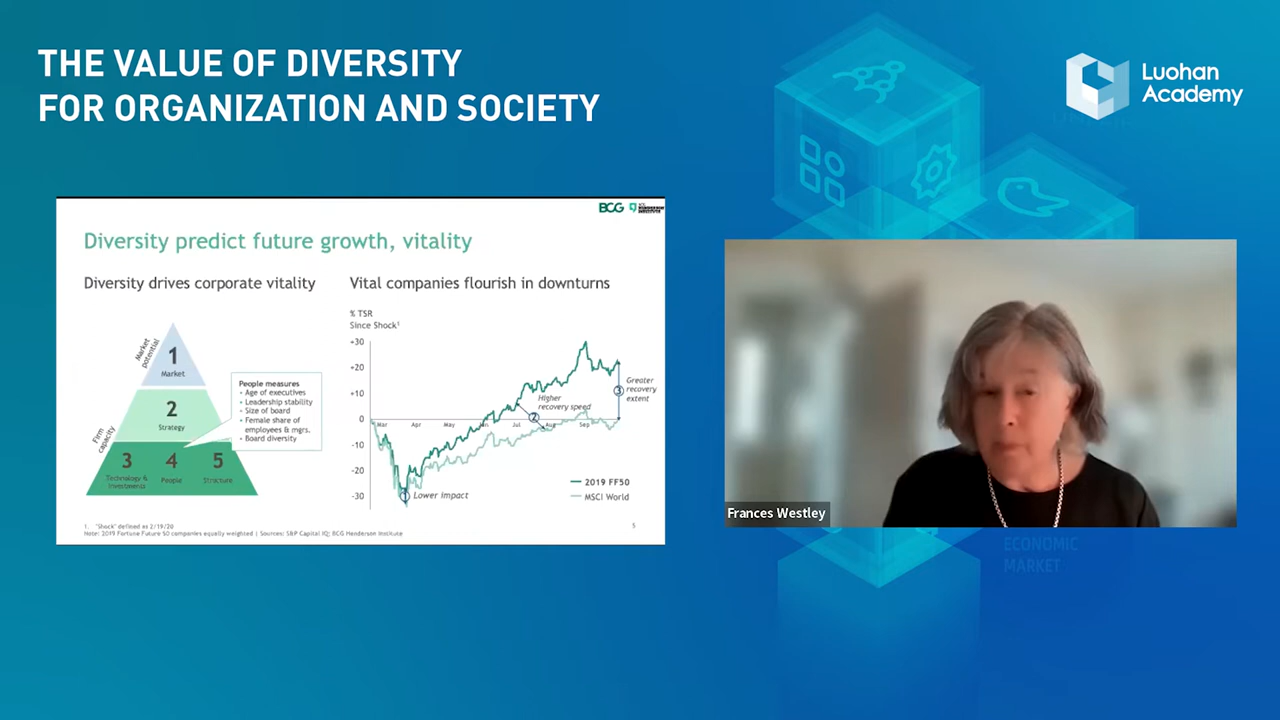 THE VALUE OF DIVERSITY
FOR ORGANIZATION AND SOCIETY
Luohan
Academy
BCG
HENDERSON
INSTITUTE
Diversity predict future growth, vitality
Diversity drives corporate vitality
Vital companies flourish in downturns
% TSR
Since Shock¹
+30
+20
+10
0
-10
-20
-30
Mar
Apr
May
Jun
Jul
Aug
Sep
1
Lower impact
2
Higher
recovery speed
3
Greater
recovery
extent
2019 FF50
MSCI World
Market
potential
1
Market
2
Strategy
Firm
capacity
3
Technology &
Investments
4
People
5
Structure
People measures
• Age of executives
• Leadership stability
• Size of board
• Female share of
employees & mgrs.
• Board diversity
1. "Shock" defined as 2/19/20
Note: 2019 Fortune Future 50 companies equally-weighted | Sources: S&P Capital IQ; BCG Henderson Institute
5
Frances Westley
ECONOMIC
MARKET